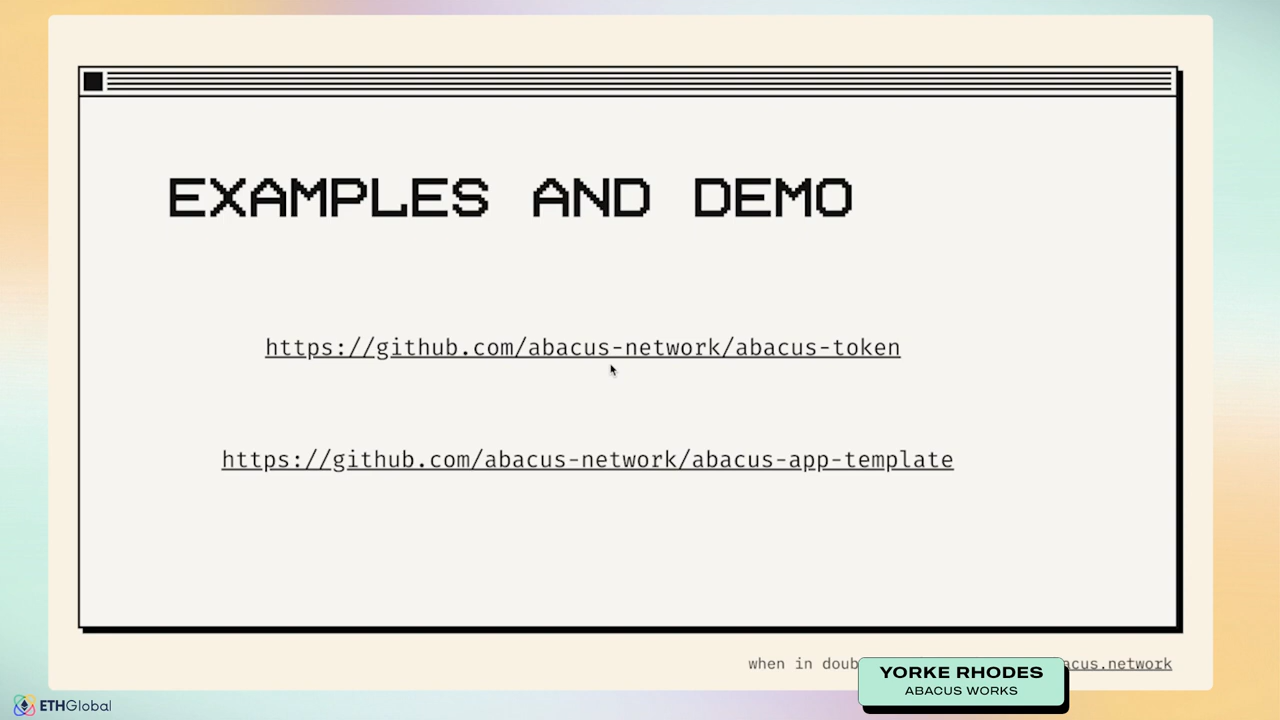 EXAMPLES AND DEMO
https://github.com/abacus-network/abacus-token
https://github.com/abacus-network/abacus-app-template
when in doub
acus.network
YORKE RHODES
ABACUS WORKS
ETHGlobal